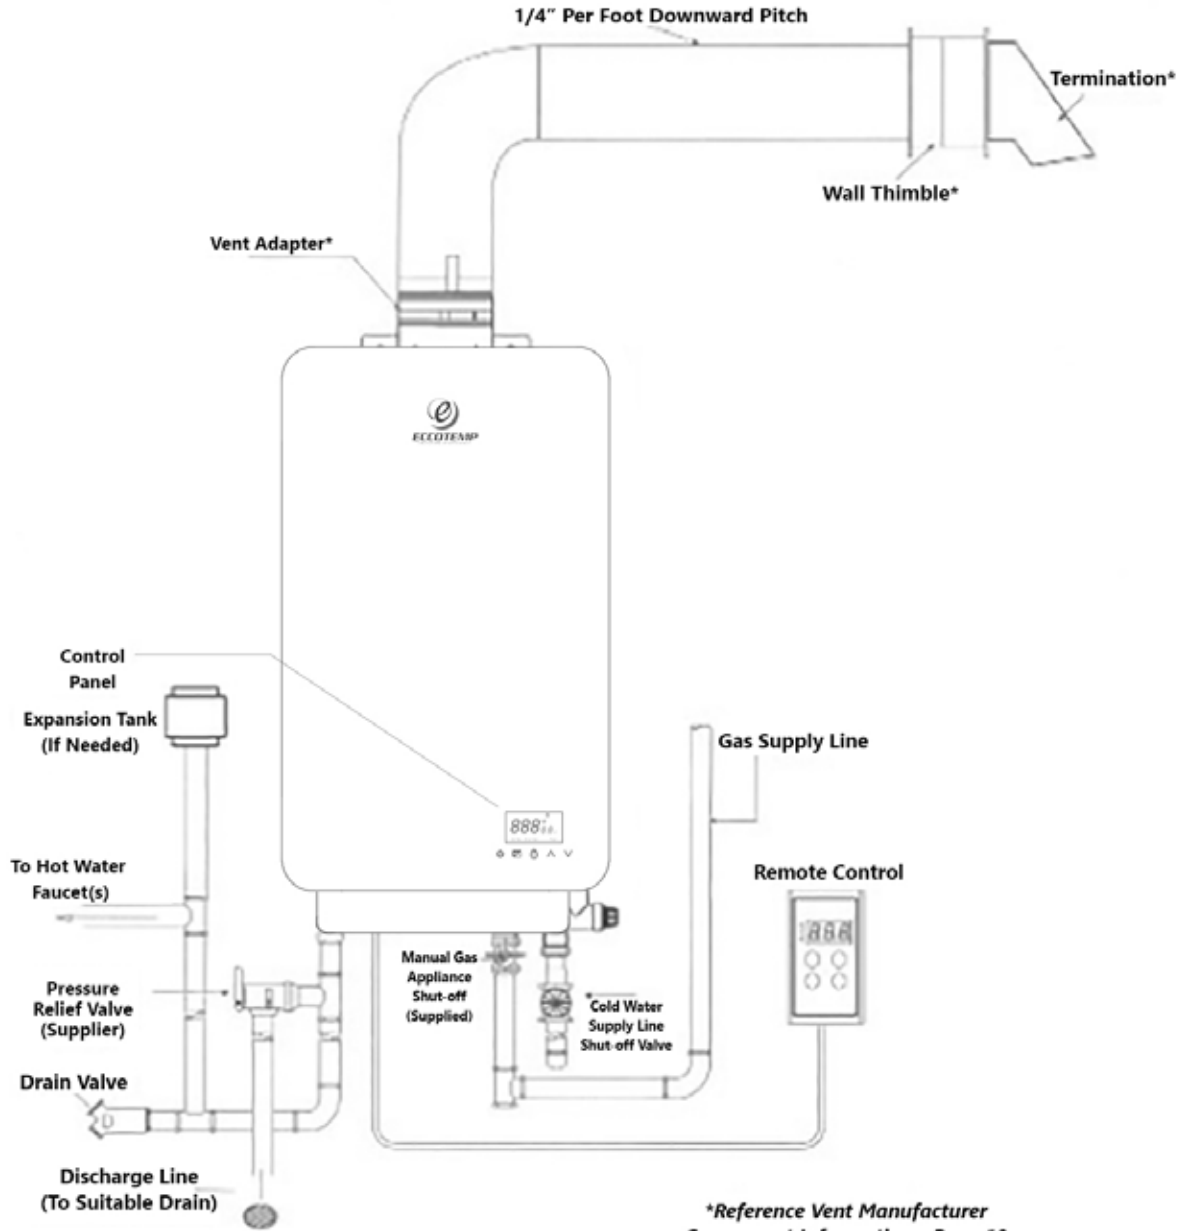 1/4” Per Foot Downward Pitch
Termination*
Wall Thimble*
Vent Adapter*
e
ECCOTEMP
Control
Panel
Expansion Tank
(If Needed)
Gas Supply Line
888
To Hot Water
Faucet(s)
Remote Control
888
Manual Gas
Appliance
Shut-off
(Supplied)
Pressure
Relief Valve
(Supplier)
Cold Water
Supply Line
Shut-off Valve
Drain Valve
Discharge Line
(To Suitable Drain)
*Reference Vent Manufacturer